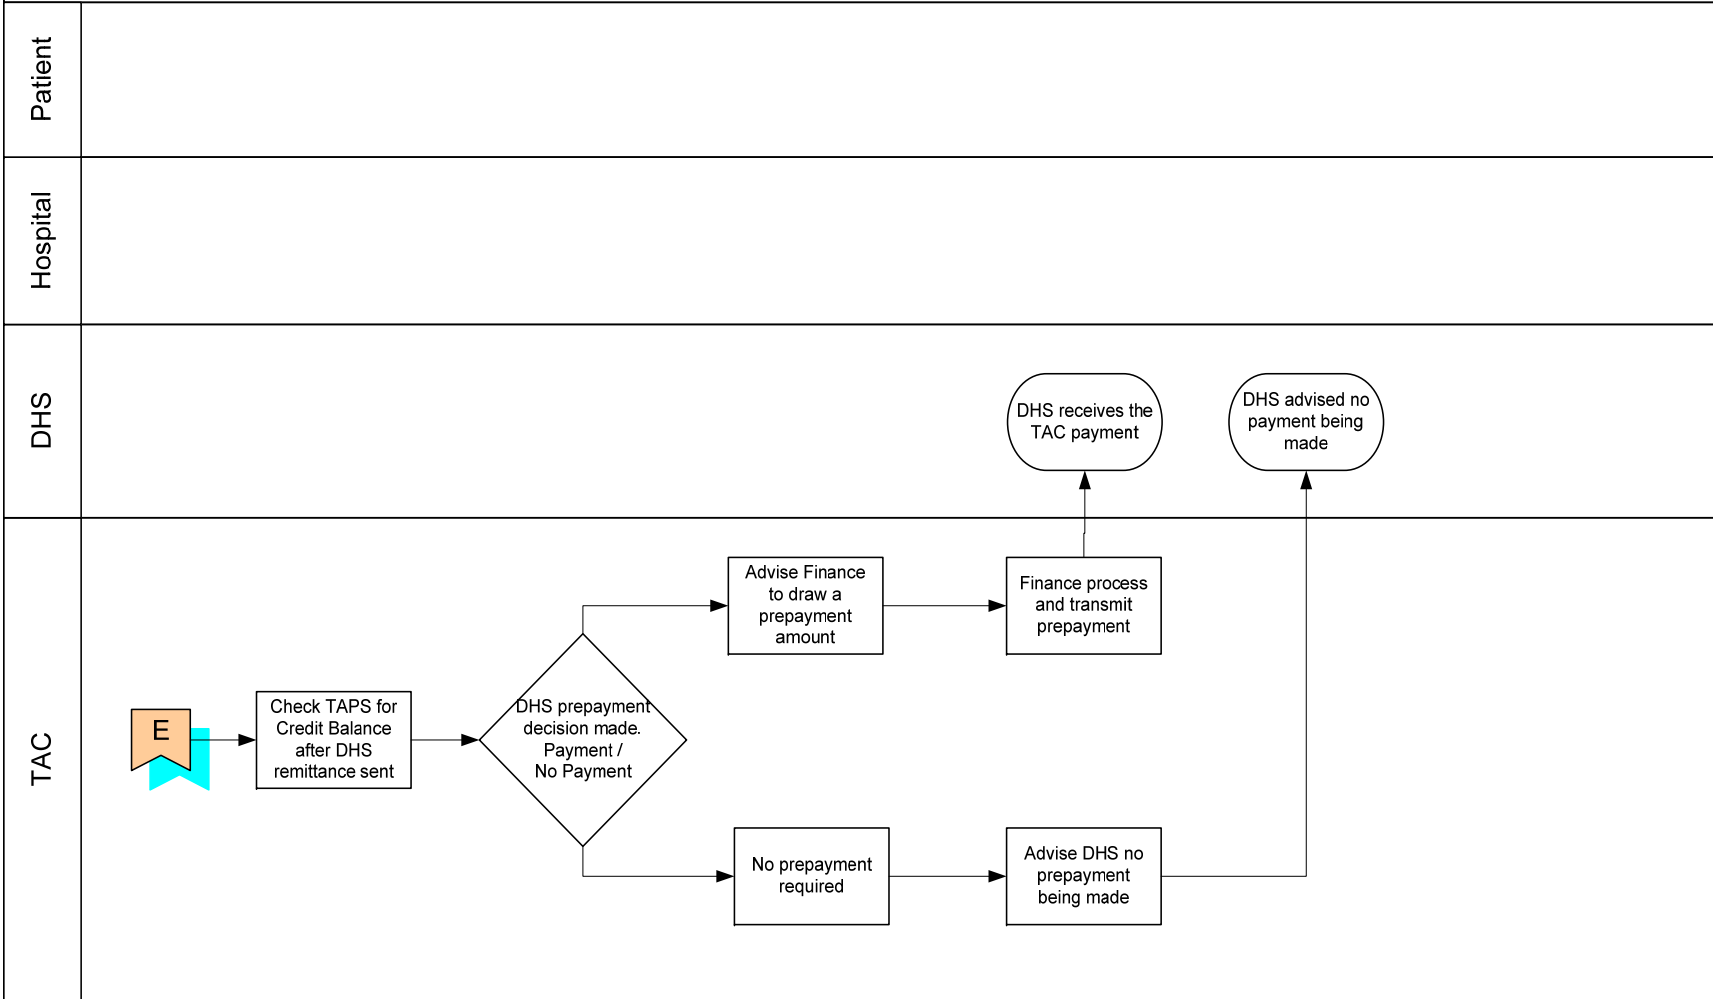 Patient
Hospital
DHS
DHS receives the
TAC payment
DHS advised no
payment being
made
TAC
E
Check TAPS for
Credit Balance
after DHS
remittance sent
DHS prepayment
decision made.
Payment /
No Payment
Advise Finance
to draw a
prepayment
amount
Finance process
and transmit
prepayment
No prepayment
required
Advise DHS no
prepayment
being made